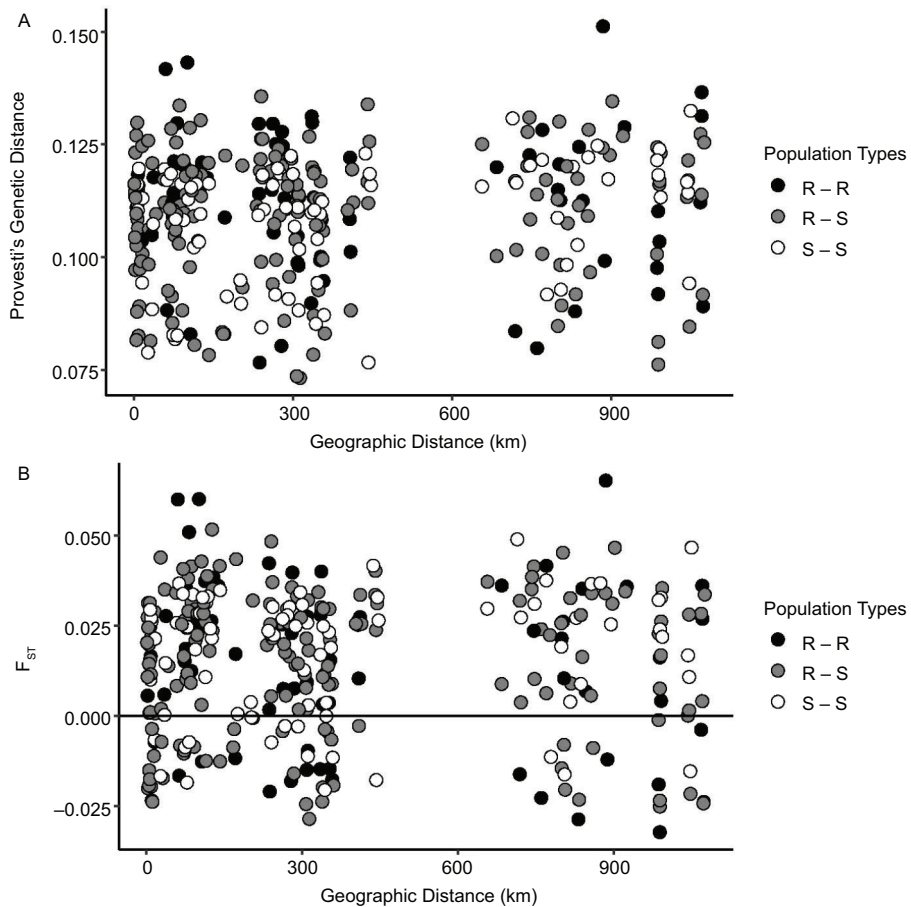 A
0.150
0.125
0.100
0.075
Provesti's Genetic Distance
0
300
600
900
Geographic Distance (km)
Population Types
R – R
R – S
S – S
B
0.050
0.025
0.000
–0.025
FST
0
300
600
900
Geographic Distance (km)
Population Types
R – R
R – S
S – S